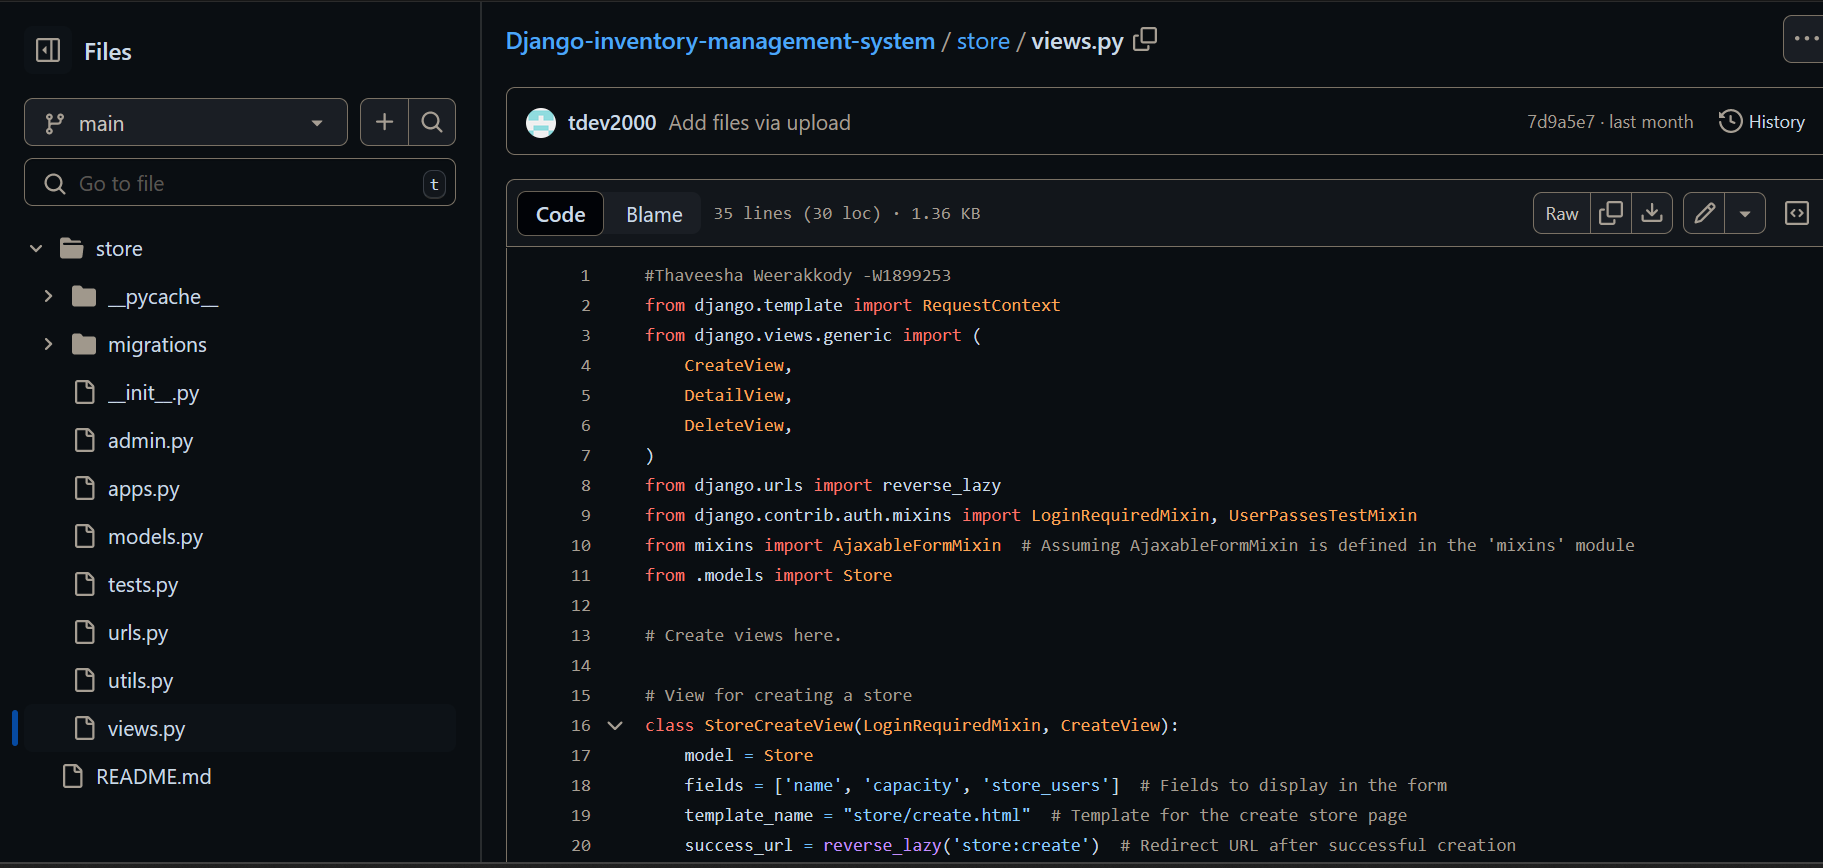 Files
main
Go to file
t
store
__pycache__
migrations
__init__.py
admin.py
apps.py
models.py
tests.py
urls.py
utils.py
views.py
README.md
Django-inventory-management-system / store / views.py
tdev2000 Add files via upload
7d9a5e7 · last month
History
Code
Blame
35 lines (30 loc) · 1.36 KB
Raw
1 #Thaveesha Weerakkody -W1899253
2 from django.template import RequestContext
3 from django.views.generic import (
4     CreateView,
5     DetailView,
6     DeleteView,
7 )
8 from django.urls import reverse_lazy
9 from django.contrib.auth.mixins import LoginRequiredMixin, UserPassesTestMixin
10 from mixins import AjaxableFormMixin  # Assuming AjaxableFormMixin is defined in the 'mixins' module
11 from .models import Store
12
13 # Create views here.
14
15 # View for creating a store
16 class StoreCreateView(LoginRequiredMixin, CreateView):
17     model = Store
18     fields = ['name', 'capacity', 'store_users']  # Fields to display in the form
19     template_name = "store/create.html"  # Template for the create store page
20     success_url = reverse_lazy('store:create')  # Redirect URL after successful creation